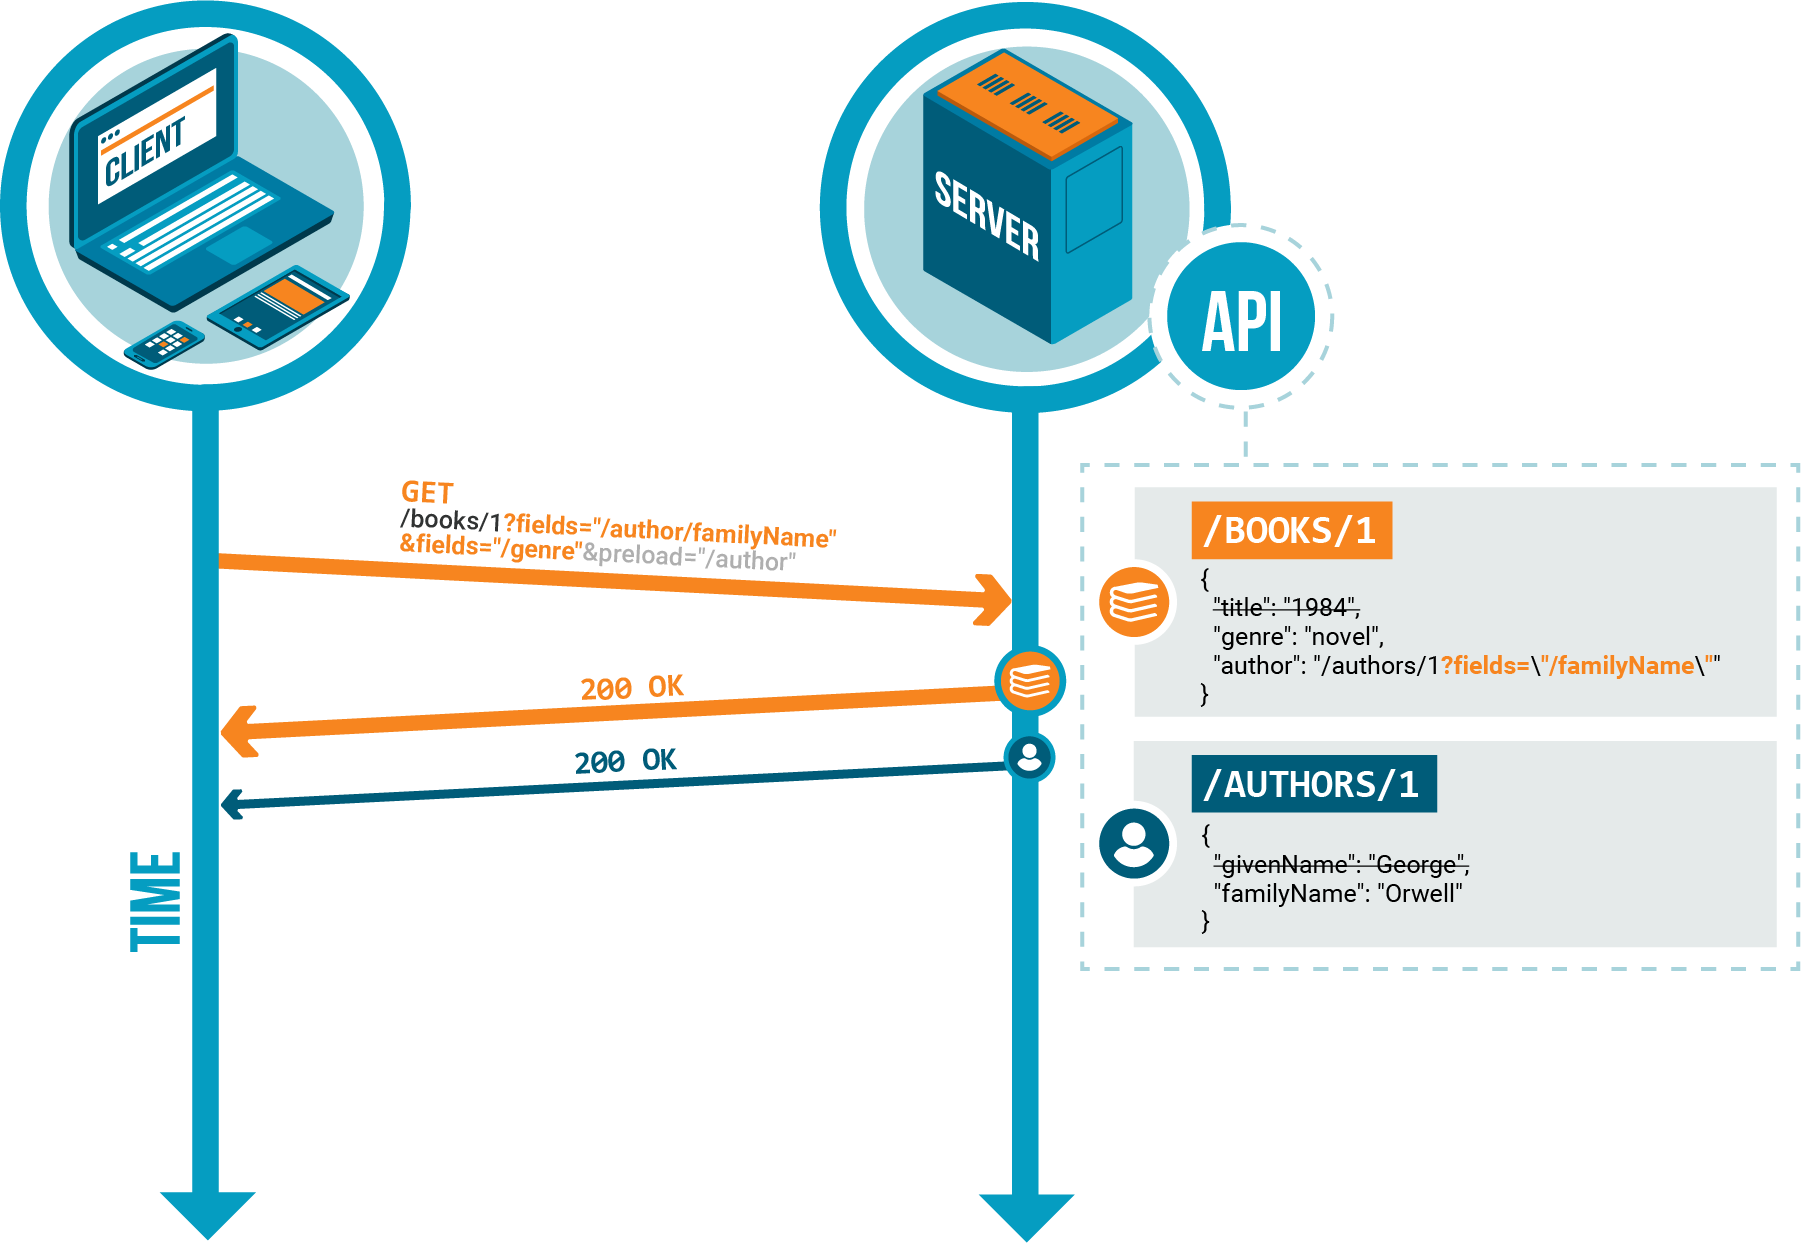 CLIENT
SERVER
API
GET
/books/1?fields="/author/familyName"
&fields="/genre"&preload="/author"
200 OK
200 OK
TIME
/BOOKS/1
{
"title": "1984",
"genre": "novel",
"author": "/authors/1?fields=\"/familyName\""
}
/AUTHORS/1
{
"givenName": "George",
"familyName": "Orwell"
}